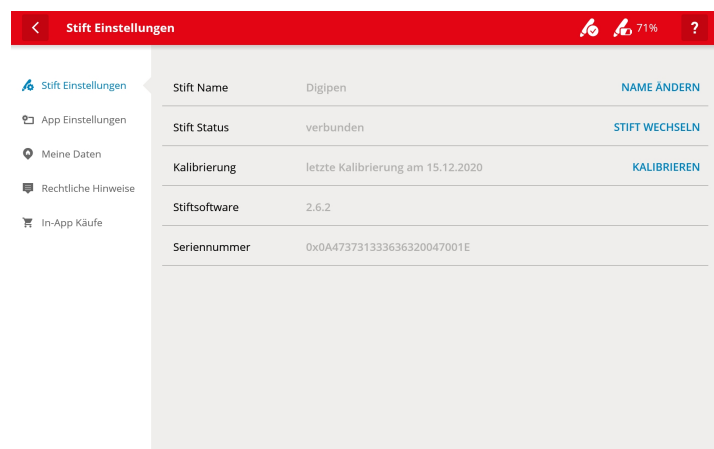 Stift Einstellungen
71%
?
Stift Einstellungen
App Einstellungen
Meine Daten
Rechtliche Hinweise
In-App Käufe
Stift Name Digipen NAME ÄNDERN
Stift Status verbunden STIFT WECHSELN
Kalibrierung letzte Kalibrierung am 15.12.2020 KALIBRIEREN
Stiftsoftware 2.6.2
Seriennummer 0x0A473731333636320047001E